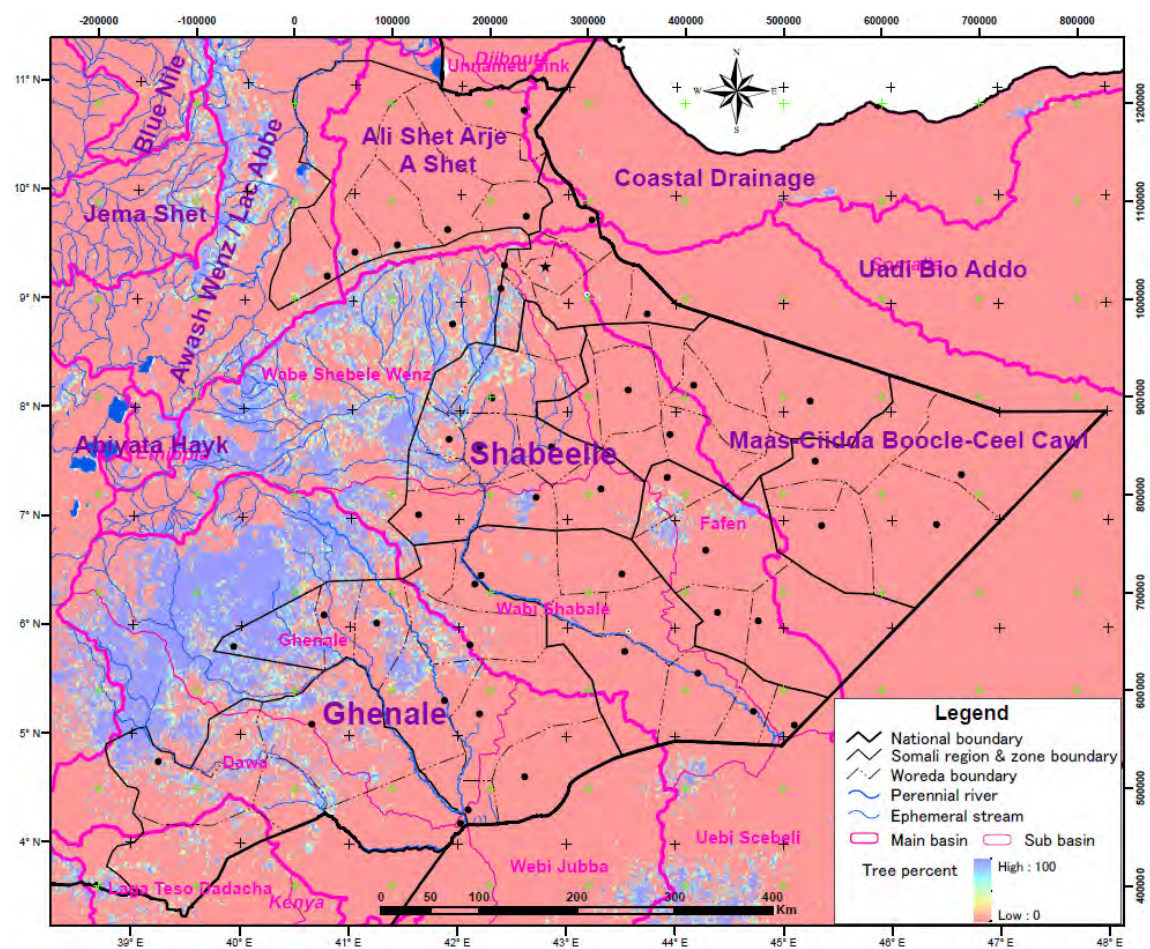 -200000 -100000 0 100000 200000 300000 400000 500000 600000 700000 800000
Djibouti
Unnamed Sink
11° N
1200000
Blue Nile
Ali Shet Arje
A Shet
Coastal Drainage
10° N
1100000
Jema Shet
Awash Wenz / Lac Abbe
Somalia
Uadi Bio Addo
9° N
1000000
Wabe Shebele Wenz
8° N
900000
Abiyata Hayk
Ethiopia
Shabeelle
Maas-Ciidda Boocle-Ceel Cawl
800000
7° N
Fafen
700000
Wabi Shabale
6° N
Ghenale
600000
Ghenale
5° N
Dawa
500000
4° N
Uebi Scebeli
Webi Jubba
Laga Teso Dadacha
Kenya
400000
N
W
E
S
Legend
National boundary
Somali region & zone boundary
Woreda boundary
Perennial river
Ephemeral stream
Main basin
Sub basin
Tree percent
High : 100
Low : 0
0 50 100 200 300 400
Km
39° E 40° E 41° E 42° E 43° E 44° E 45° E 46° E 47° E 48° E